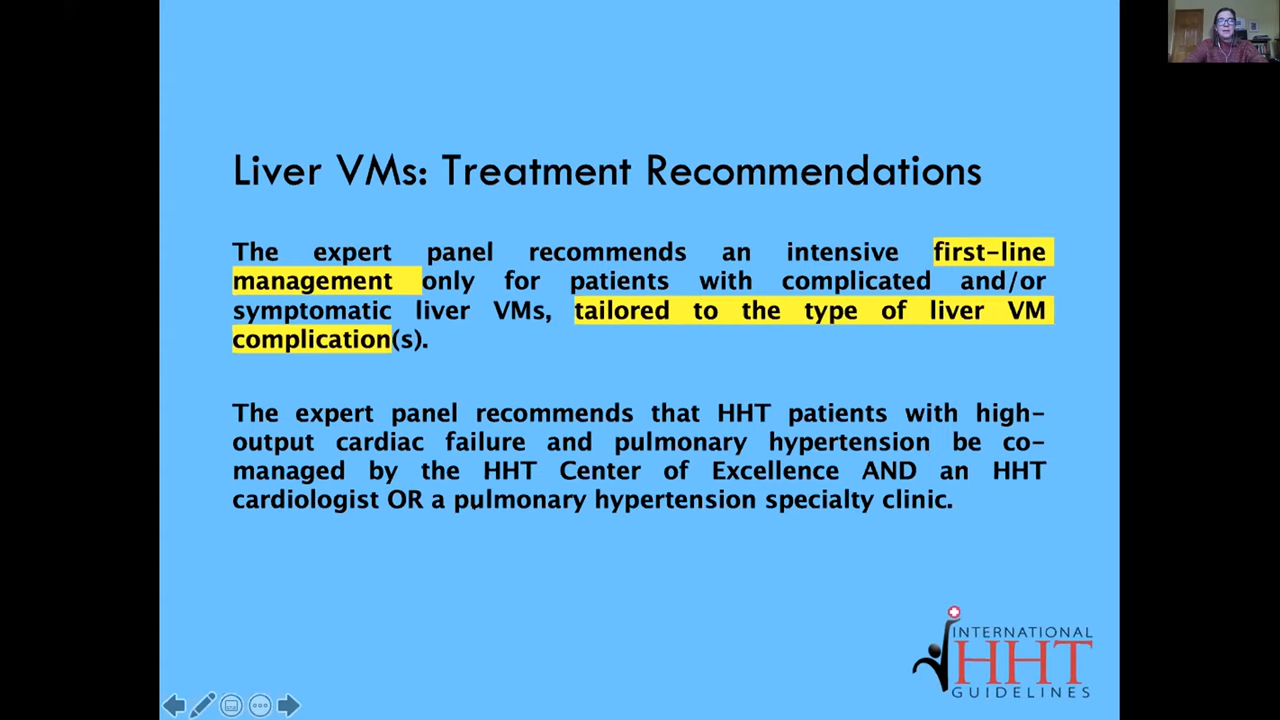 Liver VMs: Treatment Recommendations
The expert panel recommends an intensive first-line
management only for patients with complicated and/or
symptomatic liver VMs, tailored to the type of liver VM
complication(s).
The expert panel recommends that HHT patients with high-
output cardiac failure and pulmonary hypertension be co-
managed by the HHT Center of Excellence AND an HHT
cardiologist OR a pulmonary hypertension specialty clinic.
INTERNATIONAL
HHT
GUIDELINES